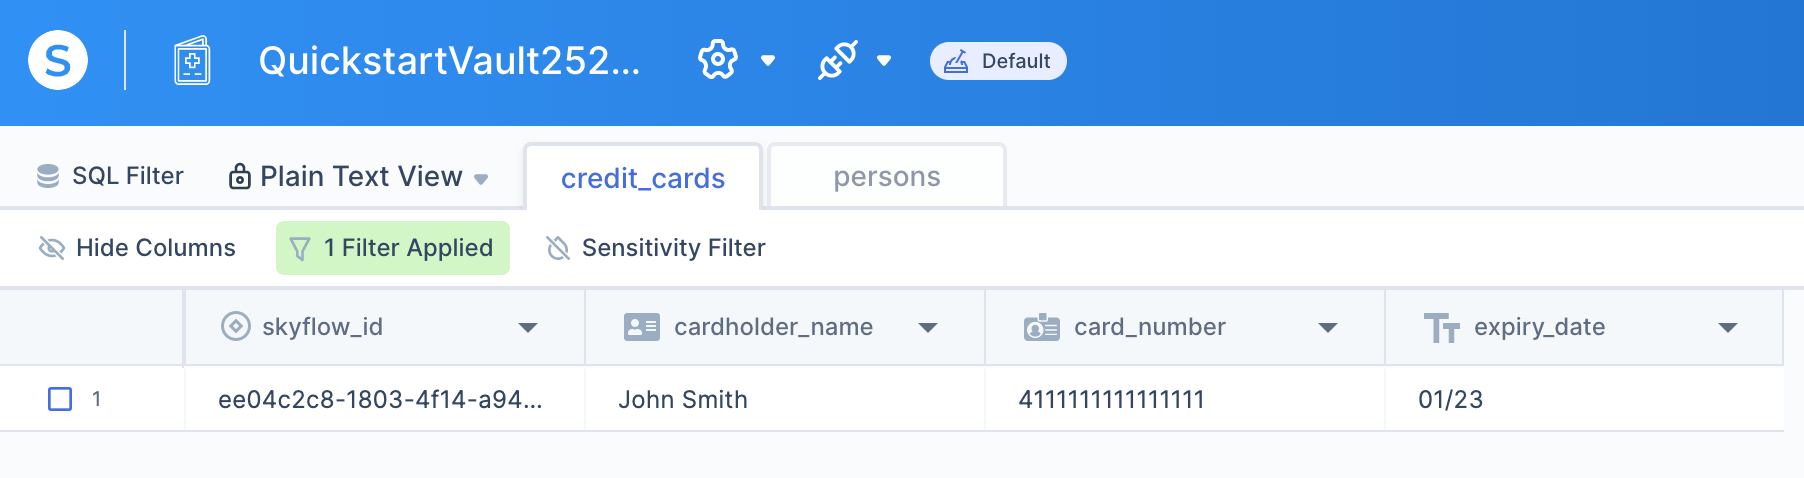 S QuickstartVault252... Default
SQL Filter Plain Text View credit_cards persons
Hide Columns 1 Filter Applied Sensitivity Filter
skyflow_id cardholder_name card_number Tт expiry_date
1 ee04c2c8-1803-4f14-a94... John Smith 4111111111111111 01/23